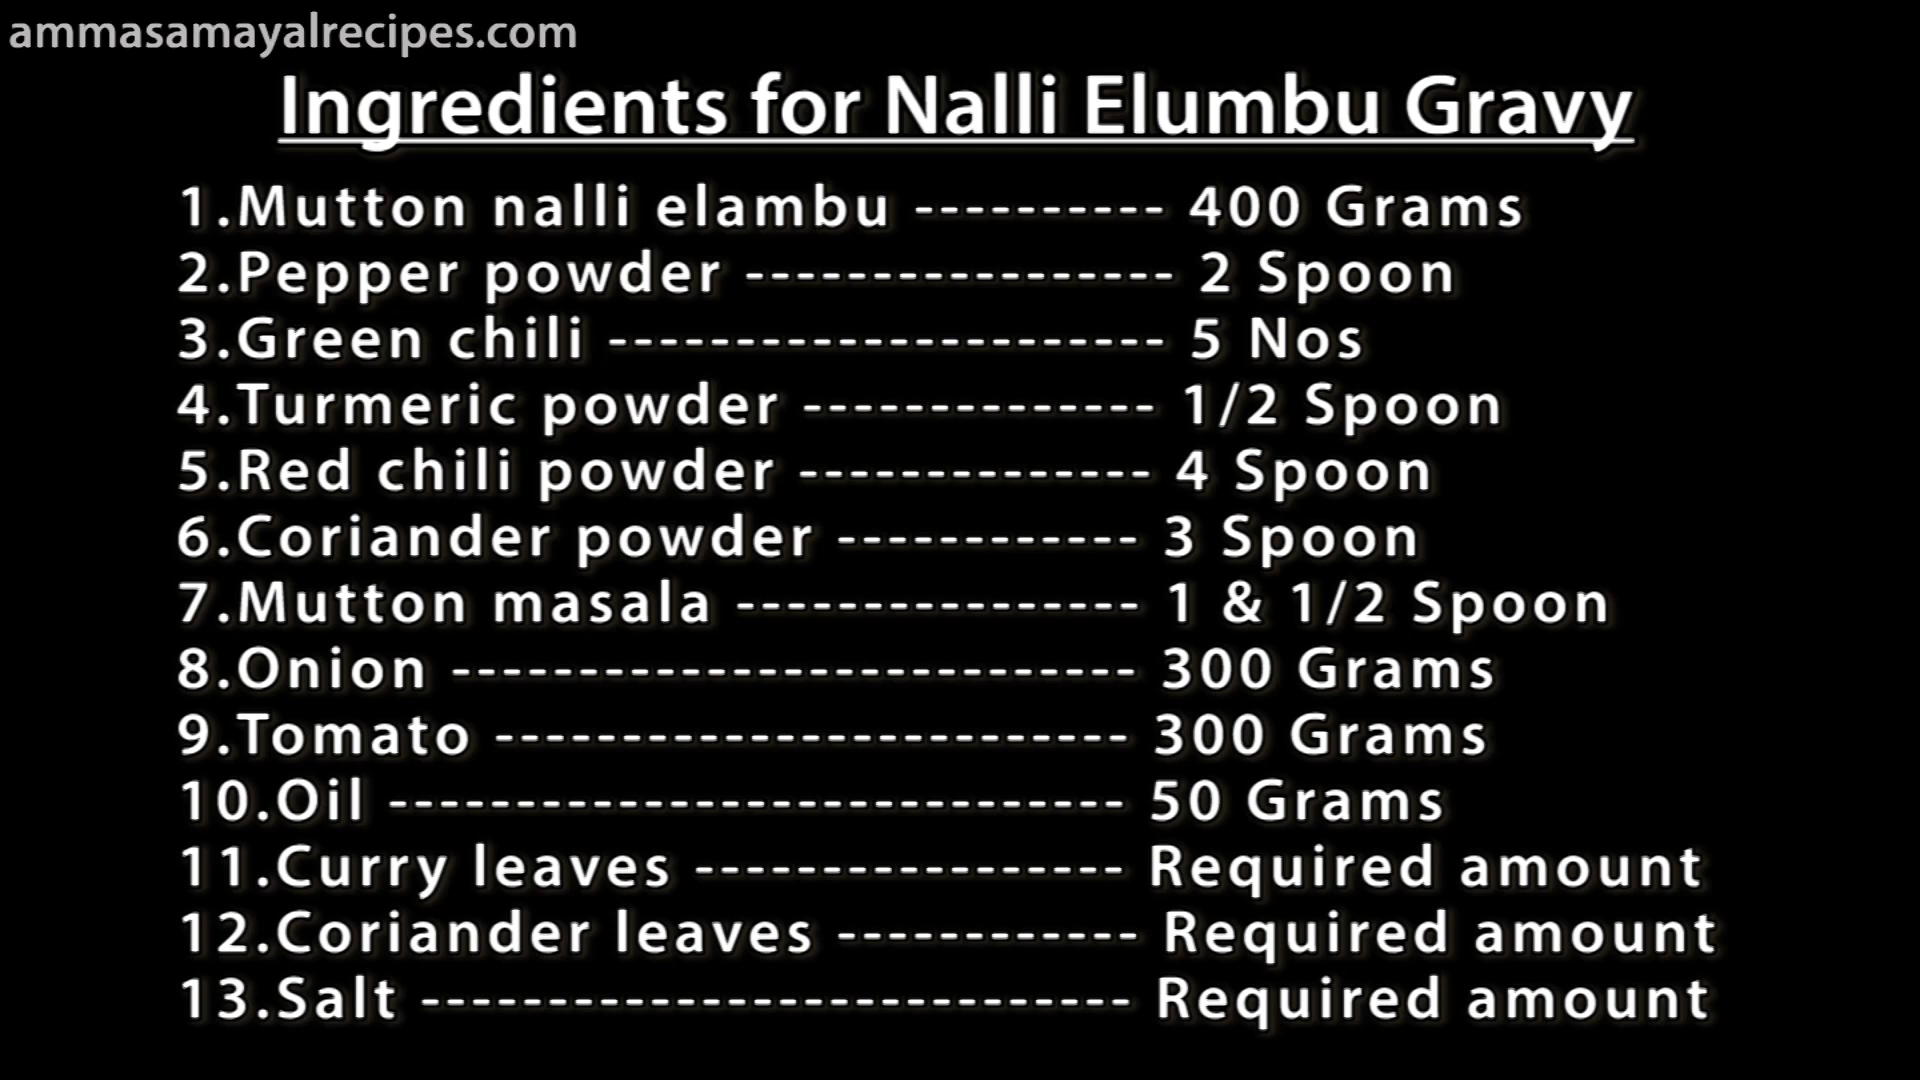 ammasamayalrecipes.com
Ingredients for Nalli Elumbu Gravy
1.Mutton nalli elambu ---------- 400 Grams
2.Pepper powder ----------------- 2 Spoon
3.Green chili ---------------------- 5 Nos
4.Turmeric powder -------------- 1/2 Spoon
5.Red chili powder -------------- 4 Spoon
6.Coriander powder ------------ 3 Spoon
7.Mutton masala ---------------- 1 & 1/2 Spoon
8.Onion --------------------------- 300 Grams
9.Tomato ------------------------- 300 Grams
10.Oil ----------------------------- 50 Grams
11.Curry leaves ----------------- Required amount
12.Coriander leaves ------------ Required amount
13.Salt ---------------------------- Required amount